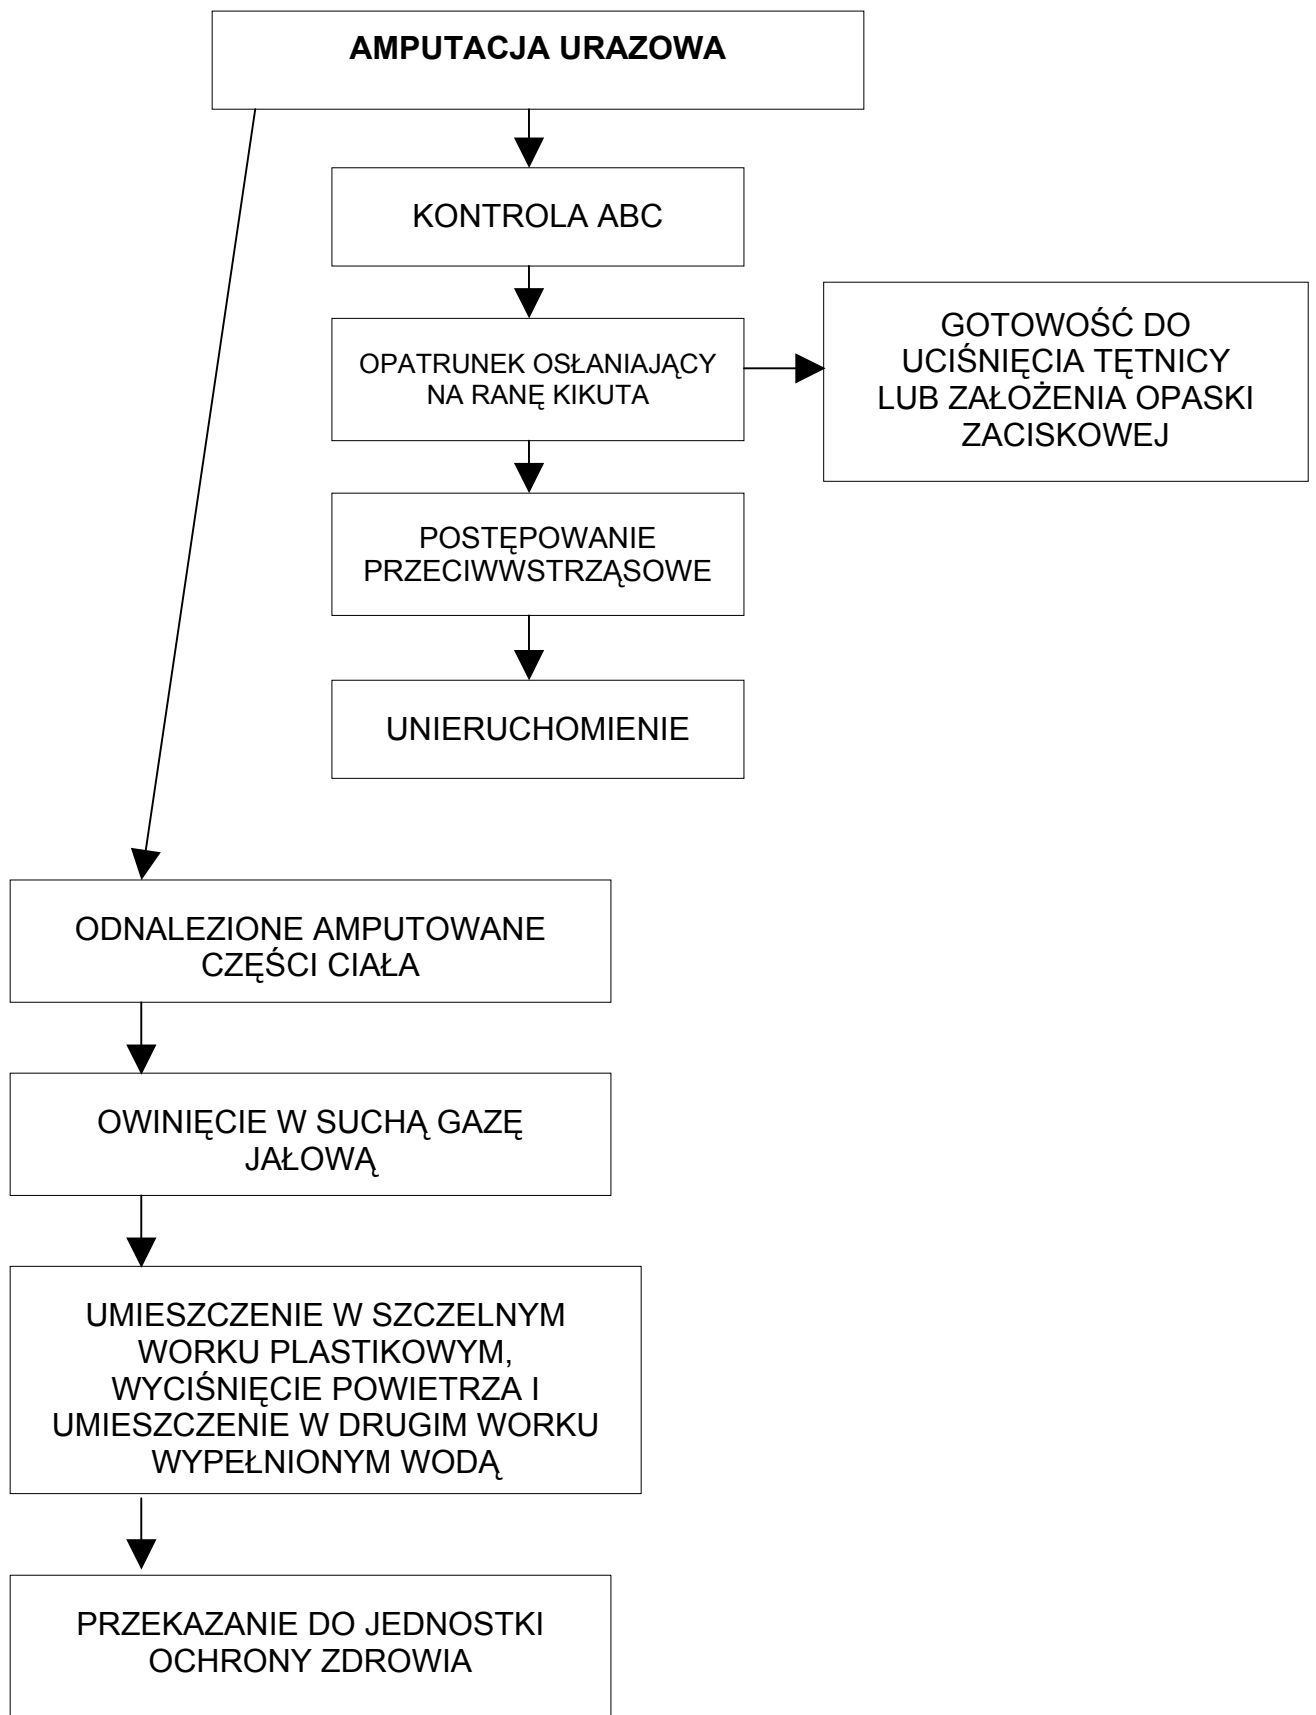 AMPUTACJA URAZOWA
KONTROLA ABC
OPATRUNEK OSŁANIAJĄCY
NA RANĘ KIKUTA
GOTOWOŚĆ DO
UCIŚNIĘCIA TĘTNICY
LUB ZAŁOŻENIA OPASKI
ZACISKOWEJ
POSTĘPOWANIE
PRZECIWWSTRZĄSOWE
UNIERUCHOMIENIE
ODNALEZIONE AMPUTOWANE
CZĘŚCI CIAŁA
OWINIĘCIE W SUCHĄ GAZĘ
JAŁOWĄ
UMIESZCZENIE W SZCZELNYM
WORKU PLASTIKOWYM,
WYCIŚNIĘCIE POWIETRZA I
UMIESZCZENIE W DRUGIM WORKU
WYPEŁNIONYM WODĄ
PRZEKAZANIE DO JEDNOSTKI
OCHRONY ZDROWIA